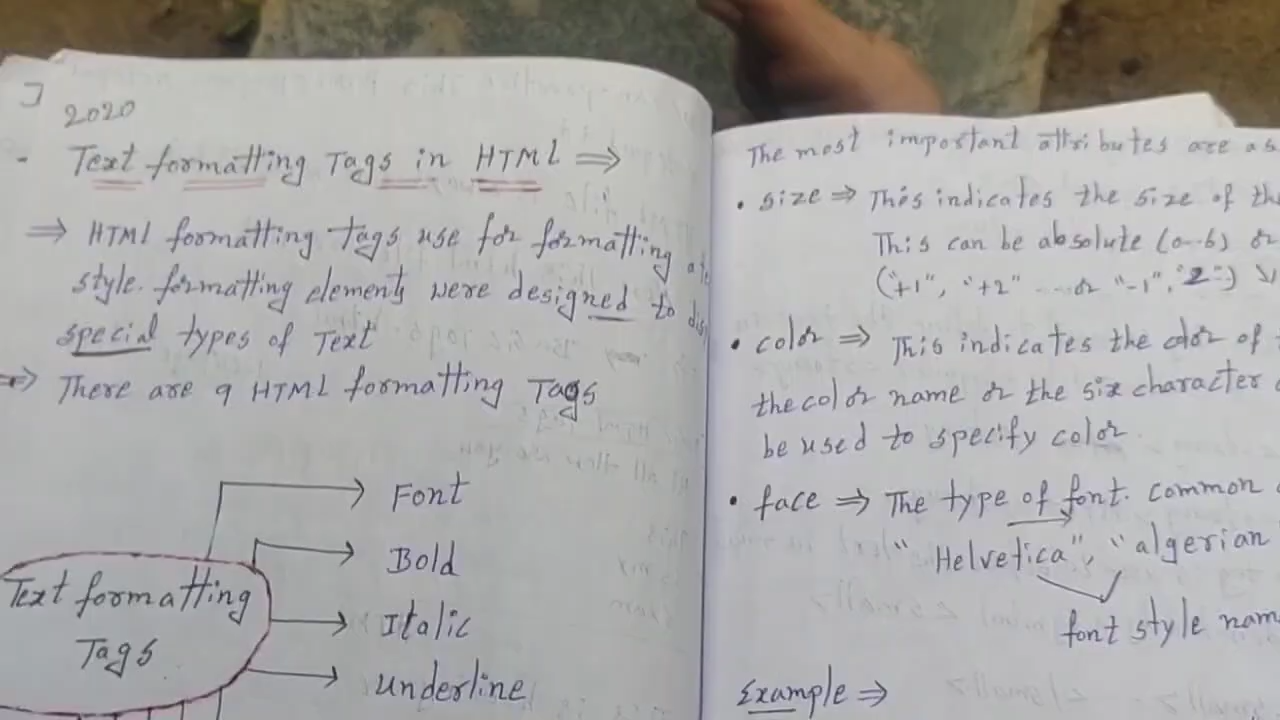 2020
Text formatting Tags in HTML ⇒
⇒ HTML formatting tags use for formatting
style. formatting elements were designed to
special types of Text
⇒ There are 9 HTML formatting Tags
Text formatting
Tags
Font
Bold
Italic
Underline
The most important attributes are as
• size ⇒ This indicates the size of
This can be absolute (0--6) or
("+1", "+2" .... or "-1",
• color ⇒ This indicates the color of
the color name or the six character
be used to specify color.
• face ⇒ The type of font. common
"Helvetica", "algerian
font style nam
Example ⇒